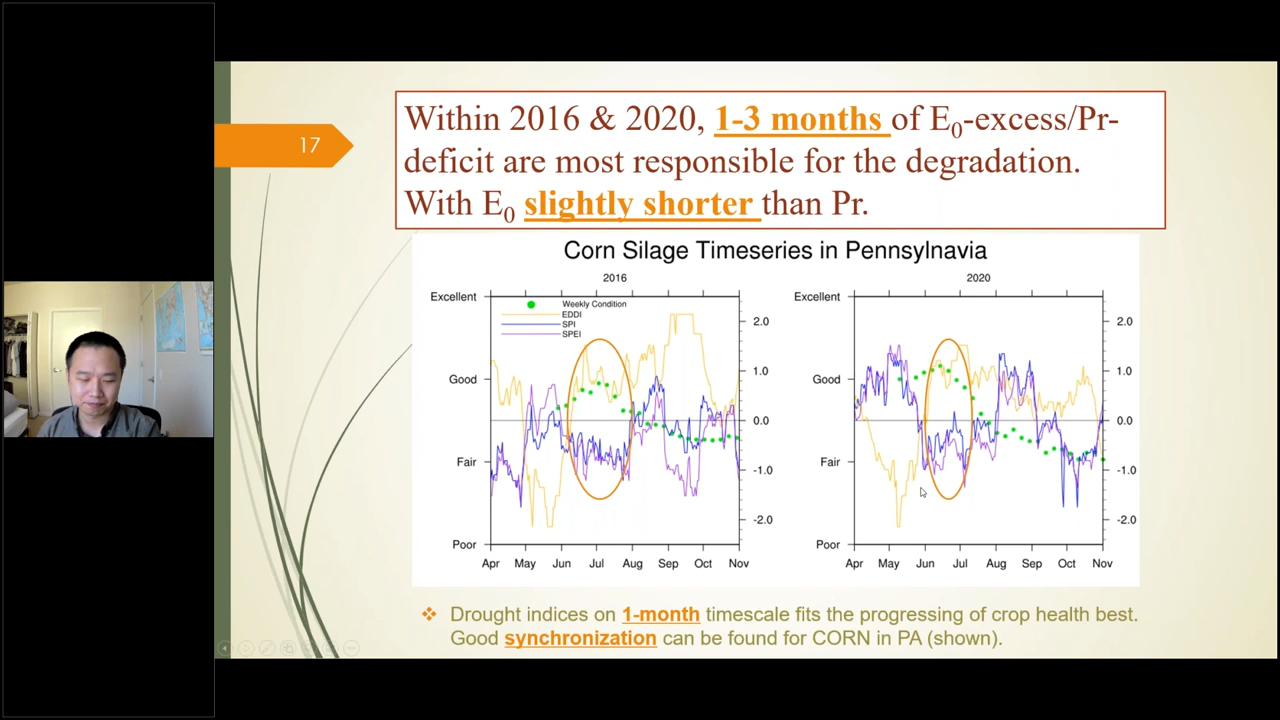 17
Within 2016 & 2020, 1-3 months of E0-excess/Pr-
deficit are most responsible for the degradation.
With E0 slightly shorter than Pr.
Corn Silage Timeseries in Pennsylnavia
2016
Excellent
Good
Fair
Poor
Weekly Condition
EDDI
SPI
SPEI
2.0
1.0
0.0
-1.0
-2.0
Apr May Jun Jul Aug Sep Oct Nov
2020
Excellent
Good
Fair
Poor
2.0
1.0
0.0
-1.0
-2.0
Apr May Jun Jul Aug Sep Oct Nov
❖ Drought indices on 1-month timescale fits the progressing of crop health best.
Good synchronization can be found for CORN in PA (shown).